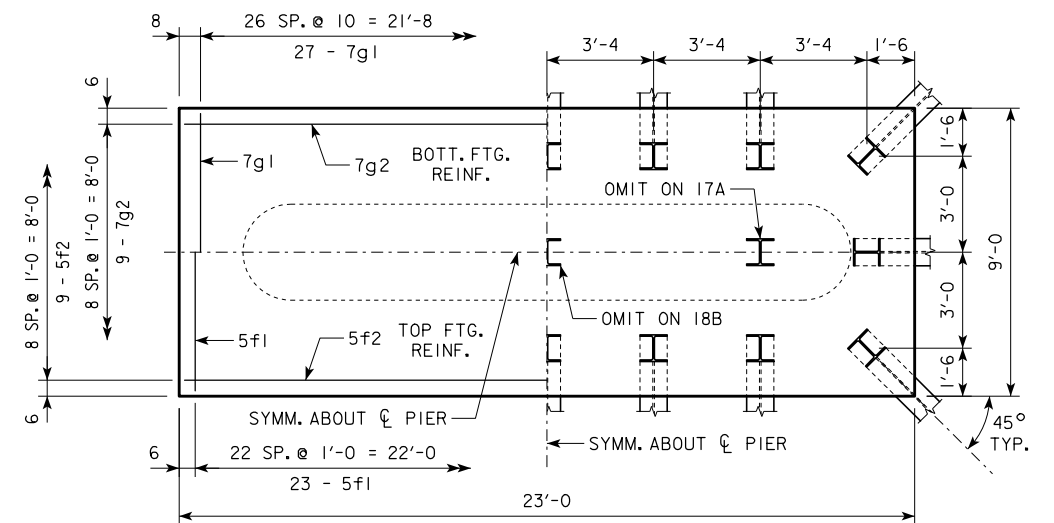 8
26 SP.@ 10 = 21'-8
27 - 7g1
3'-4
3'-4
3'-4
1'-6
6
7g1
7g2
BOTT. FTG.
REINF.
OMIT ON 17A
1'-6
3'-0
9'-0
3'-0
1'-6
8 SP.@ 1'-0 = 8'-0
9 - 5f2
8 SP.@ 1'-0 = 8'-0
9 - 7g2
OMIT ON 18B
5f1
5f2
TOP FTG.
REINF.
6
SYMM. ABOUT ℄ PIER
SYMM. ABOUT ℄ PIER
45°
TYP.
6
22 SP.@ 1'-0 = 22'-0
23 - 5f1
23'-0